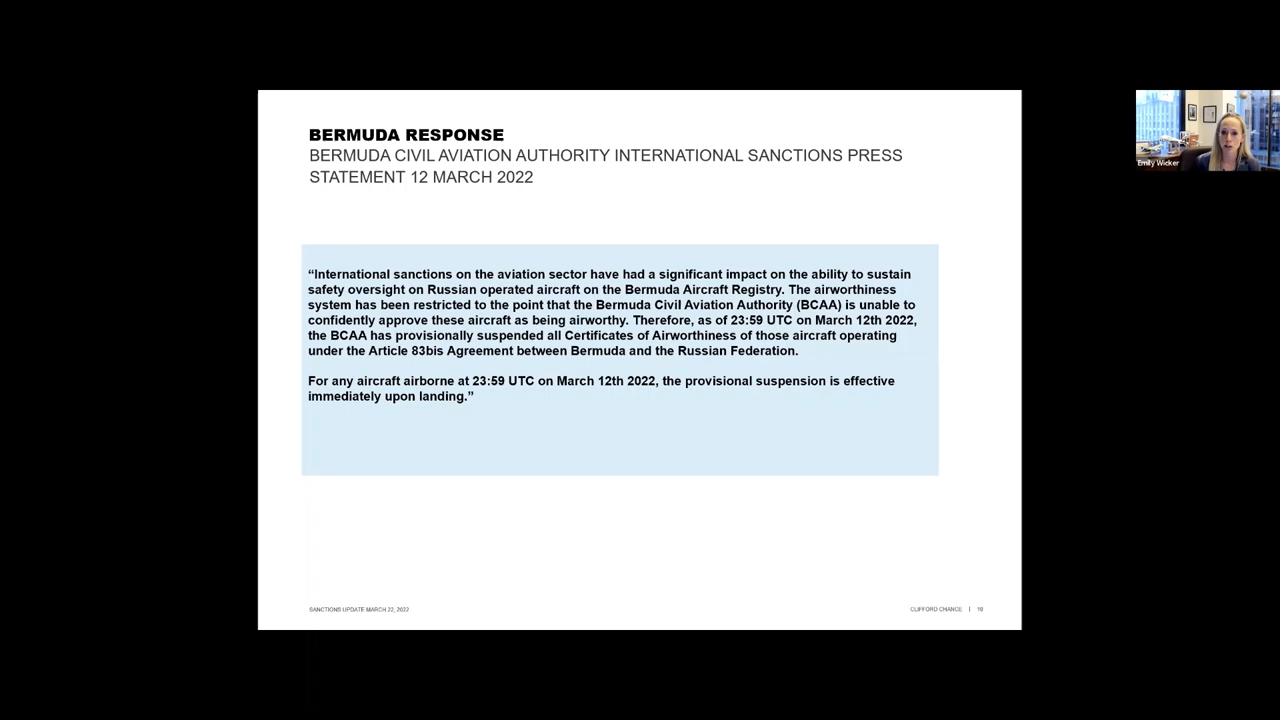 BERMUDA RESPONSE
BERMUDA CIVIL AVIATION AUTHORITY INTERNATIONAL SANCTIONS PRESS
STATEMENT 12 MARCH 2022
“International sanctions on the aviation sector have had a significant impact on the ability to sustain
safety oversight on Russian operated aircraft on the Bermuda Aircraft Registry. The airworthiness
system has been restricted to the point that the Bermuda Civil Aviation Authority (BCAA) is unable to
confidently approve these aircraft as being airworthy. Therefore, as of 23:59 UTC on March 12th 2022,
the BCAA has provisionally suspended all Certificates of Airworthiness of those aircraft operating
under the Article 83bis Agreement between Bermuda and the Russian Federation.
For any aircraft airborne at 23:59 UTC on March 12th 2022, the provisional suspension is effective
immediately upon landing.”
SANCTIONS UPDATE MARCH 22, 2022
CLIFFORD CHANCE | 10
Emily Wicker